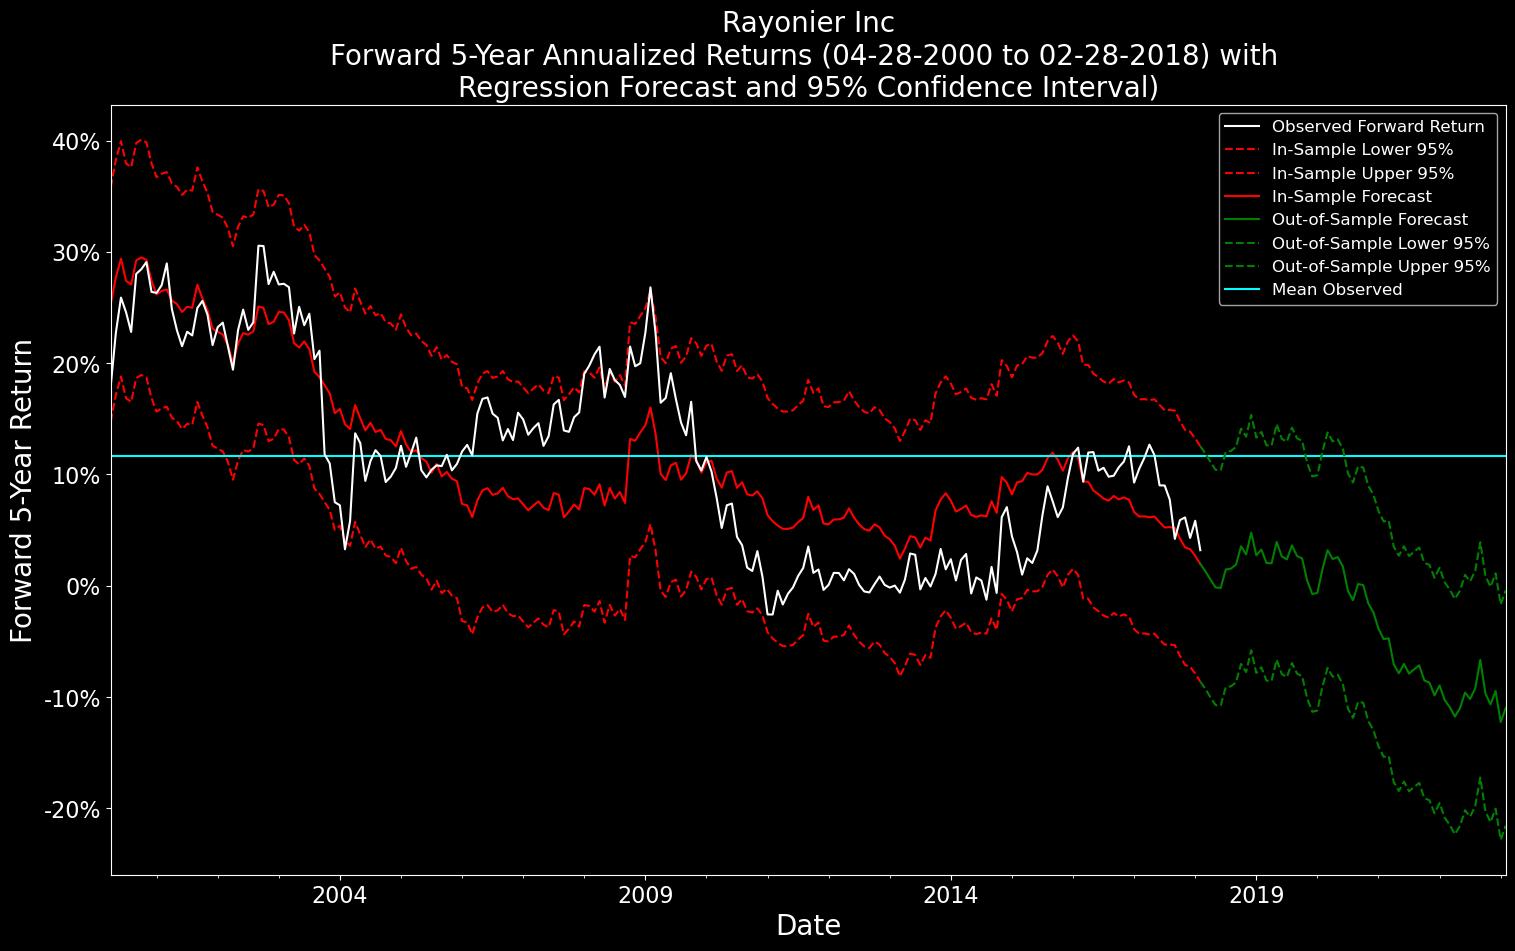 Rayonier Inc
Forward 5-Year Annualized Returns (04-28-2000 to 02-28-2018) with
Regression Forecast and 95% Confidence Interval)
Observed Forward Return
In-Sample Lower 95%
In-Sample Upper 95%
In-Sample Forecast
Out-of-Sample Forecast
Out-of-Sample Lower 95%
Out-of-Sample Upper 95%
Mean Observed
Forward 5-Year Return
40%
30%
20%
10%
0%
-10%
-20%
2004
2009
2014
2019
Date